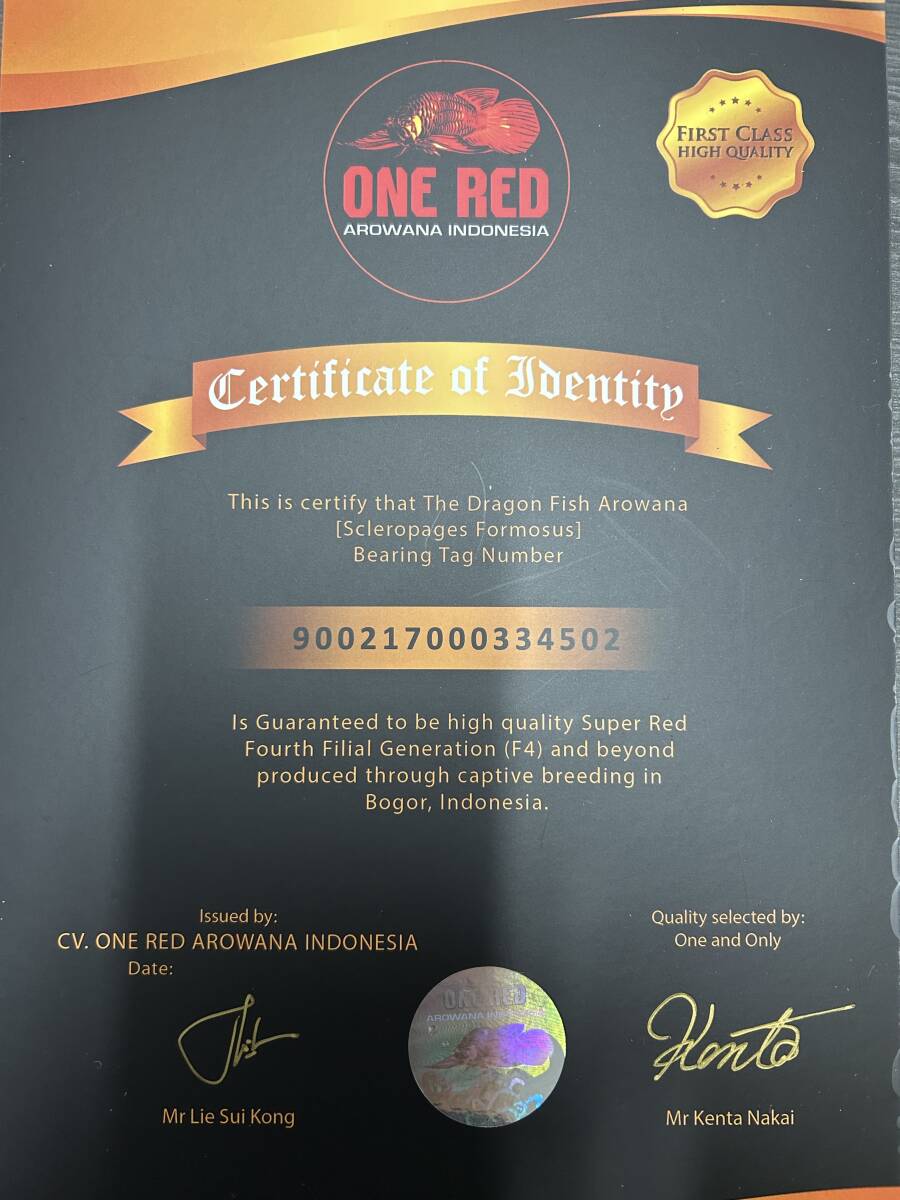 ONE RED
AROWANA INDONESIA
FIRST CLASS
HIGH QUALITY
Certificate of Identity
This is certify that The Dragon Fish Arowana
[Scleropages Formosus]
Bearing Tag Number
900217000334502
Is Guaranteed to be high quality Super Red
Fourth Filial Generation (F4) and beyond
produced through captive breeding in
Bogor, Indonesia.
Issued by:
CV. ONE RED AROWANA INDONESIA
Date:
Mr Lie Sui Kong
Quality selected by:
One and Only
Kenta
Mr Kenta Nakai
ONE RED
AROWANA INDONESIA